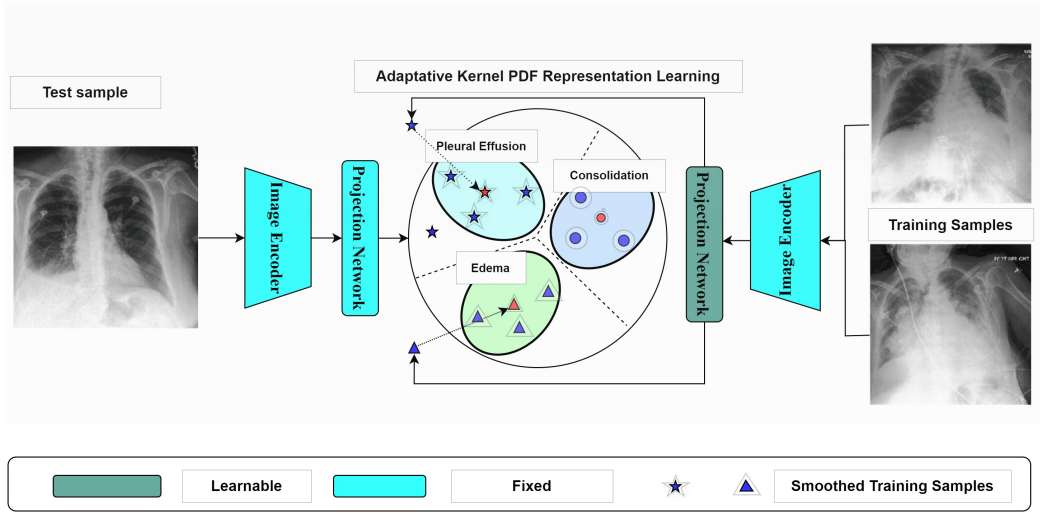 Adaptative Kernel PDF Representation Learning
Test sample
Pleural Effusion
Consolidation
Edema
Image Encoder
Projection Network
Projection Network
Image Encoder
Training Samples
Learnable
Fixed
Smoothed Training Samples